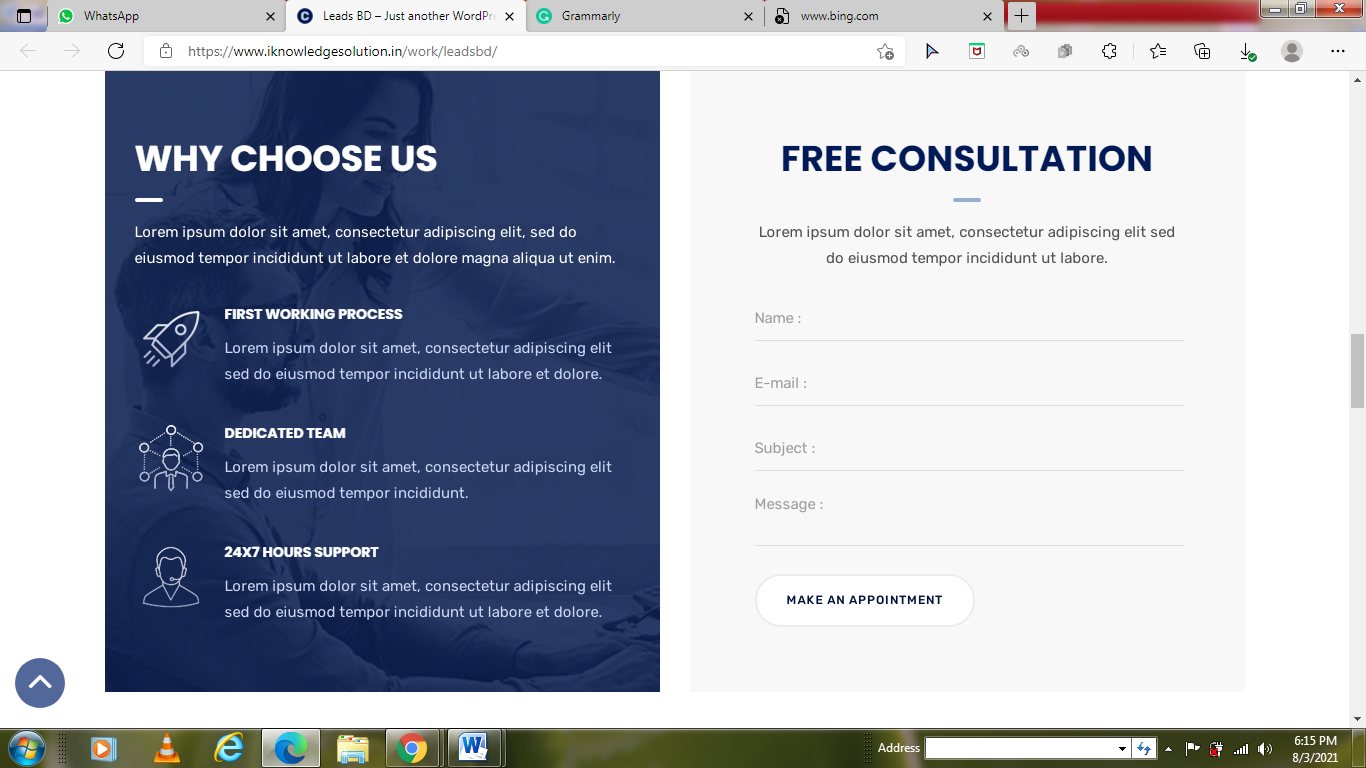 WhatsApp
Leads BD – Just another WordPre
Grammarly
www.bing.com
https://www.iknowledgesolution.in/work/leadsbd/
WHY CHOOSE US
Lorem ipsum dolor sit amet, consectetur adipiscing elit, sed do
eiusmod tempor incididunt ut labore et dolore magna aliqua ut enim.
FIRST WORKING PROCESS
Lorem ipsum dolor sit amet, consectetur adipiscing elit
sed do eiusmod tempor incididunt ut labore et dolore.
DEDICATED TEAM
Lorem ipsum dolor sit amet, consectetur adipiscing elit
sed do eiusmod tempor incididunt.
24X7 HOURS SUPPORT
Lorem ipsum dolor sit amet, consectetur adipiscing elit
sed do eiusmod tempor incididunt ut labore et dolore.
FREE CONSULTATION
Lorem ipsum dolor sit amet, consectetur adipiscing elit sed
do eiusmod tempor incididunt ut labore.
Name :
E-mail :
Subject :
Message :
MAKE AN APPOINTMENT
Address
6:15 PM
8/3/2021